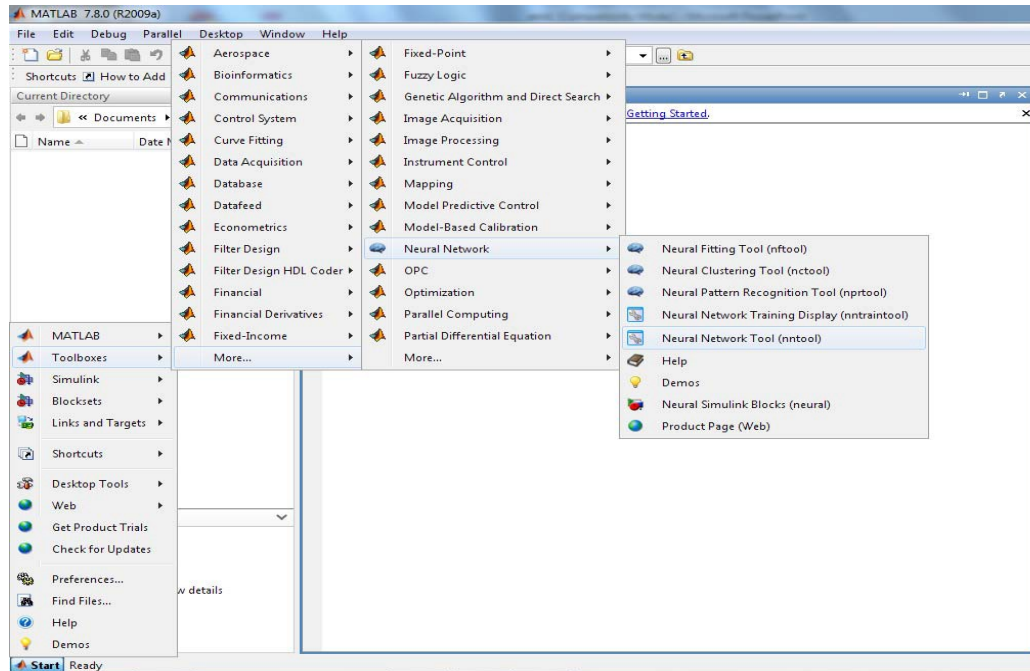 MATLAB 7.8.0 (R2009a)
File Edit Debug Parallel Desktop Window Help
Shortcuts How to Add
Current Directory
« Documents
Name
Date
Getting Started.
Aerospace
Bioinformatics
Communications
Control System
Curve Fitting
Data Acquisition
Database
Datafeed
Econometrics
Filter Design
Filter Design HDL Coder
Financial
Financial Derivatives
Fixed-Income
More...
Fixed-Point
Fuzzy Logic
Genetic Algorithm and Direct Search
Image Acquisition
Image Processing
Instrument Control
Mapping
Model Predictive Control
Model-Based Calibration
Neural Network
OPC
Optimization
Parallel Computing
Partial Differential Equation
More...
Neural Fitting Tool (nftool)
Neural Clustering Tool (nctool)
Neural Pattern Recognition Tool (nprtool)
Neural Network Training Display (nntraintool)
Neural Network Tool (nntool)
Help
Demos
Neural Simulink Blocks (neural)
Product Page (Web)
MATLAB
Toolboxes
Simulink
Blocksets
Links and Targets
Shortcuts
Desktop Tools
Web
Get Product Trials
Check for Updates
Preferences...
Find Files...
Help
Demos
w details
Start Ready